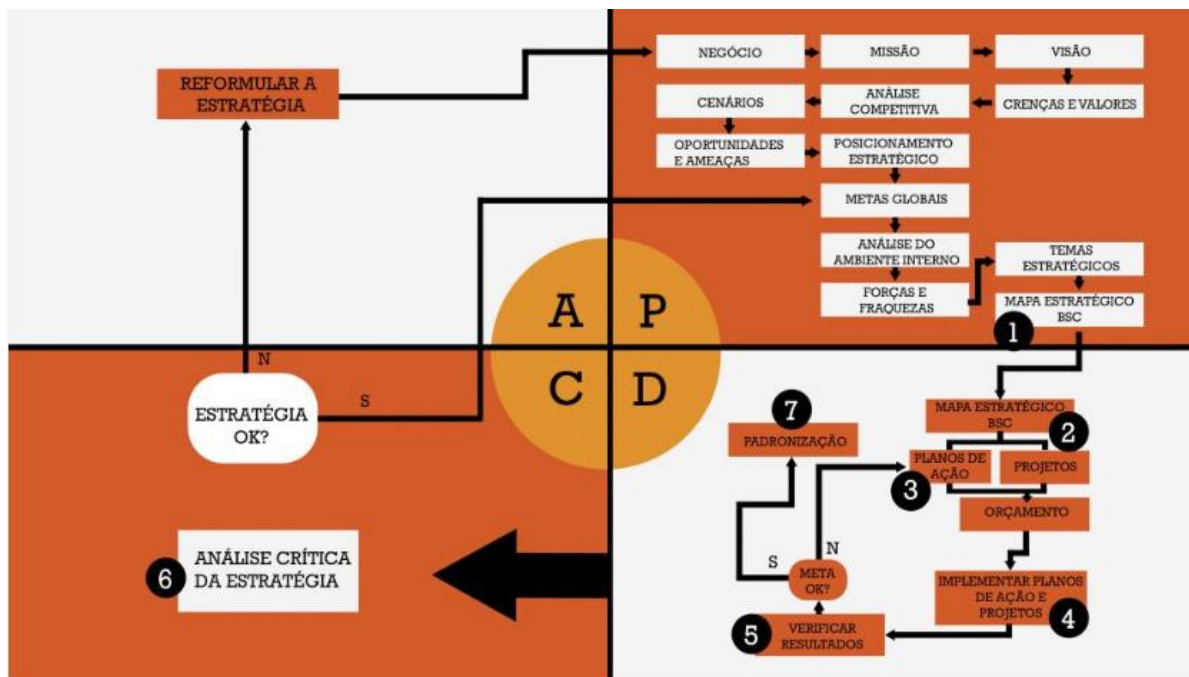 REFORMULAR A
ESTRATÉGIA
NEGÓCIO
MISSÃO
VISÃO
CENÁRIOS
ANÁLISE
COMPETITIVA
CRENÇAS E VALORES
OPORTUNIDADES
E AMEAÇAS
POSICIONAMENTO
ESTRATÉGICO
METAS GLOBAIS
ANÁLISE DO
AMBIENTE INTERNO
FORÇAS E
FRAQUEZAS
TEMAS
ESTRATÉGICOS
MAPA ESTRATÉGICO
BSC
1
A
P
C
D
N
S
ESTRATÉGIA
OK?
6
ANÁLISE CRÍTICA
DA ESTRATÉGIA
MAPA ESTRATÉGICO
BSC
2
PLANOS DE
AÇÃO
3
PROJETOS
ORÇAMENTO
IMPLEMENTAR PLANOS
DE AÇÃO E
PROJETOS
4
5
VERIFICAR
RESULTADOS
META
OK?
S
N
7
PADRONIZAÇÃO